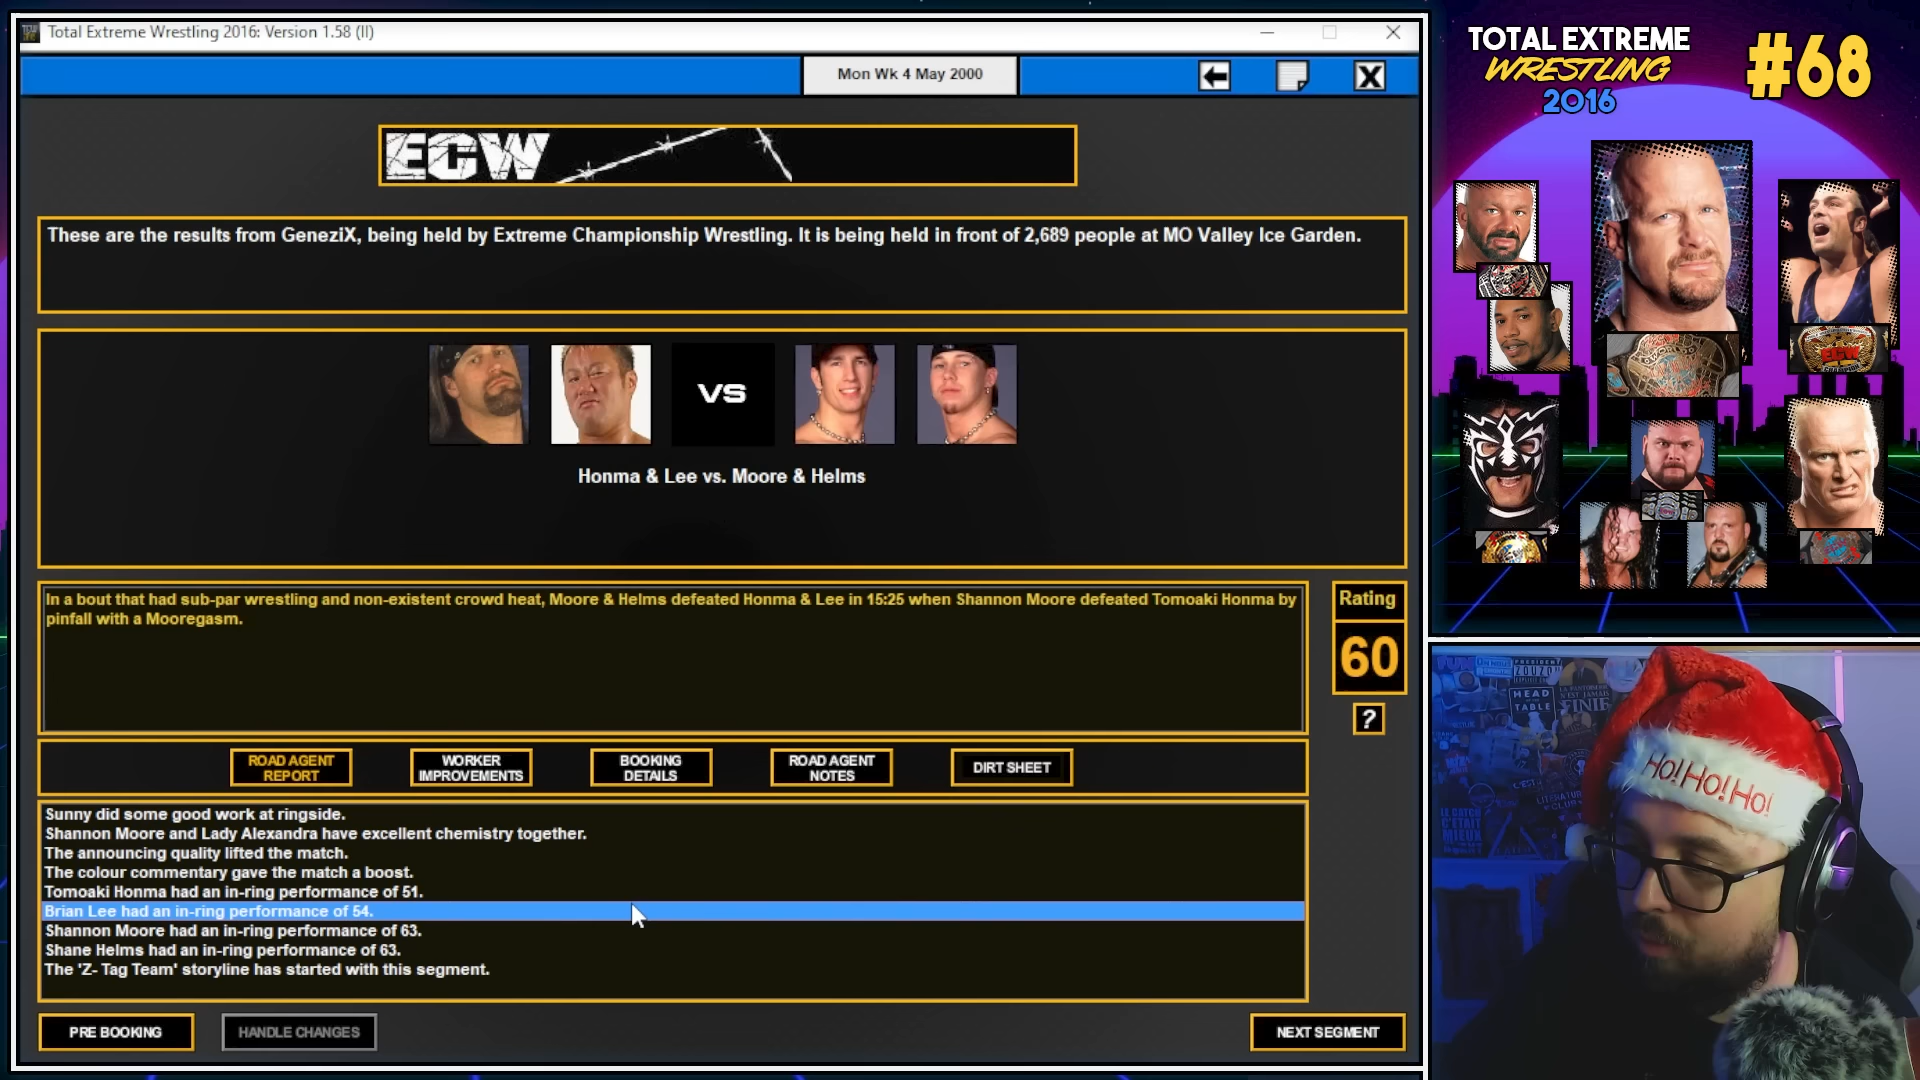 Total Extreme Wrestling 2016: Version 1.58 (II)
Mon Wk 4 May 2000
ECW
These are the results from GeneziX, being held by Extreme Championship Wrestling. It is being held in front of 2,689 people at MO Valley Ice Garden.
VS
Honma & Lee vs. Moore & Helms
In a bout that had sub-par wrestling and non-existent crowd heat, Moore & Helms defeated Honma & Lee in 15:25 when Shannon Moore defeated Tomoaki Honma by
pinfall with a Mooregasm.
Rating
60
?
ROAD AGENT
REPORT
WORKER
IMPROVEMENTS
BOOKING
DETAILS
ROAD AGENT
NOTES
DIRT SHEET
Sunny did some good work at ringside.
Shannon Moore and Lady Alexandra have excellent chemistry together.
The announcing quality lifted the match.
The colour commentary gave the match a boost.
Tomoaki Honma had an in-ring performance of 51.
Brian Lee had an in-ring performance of 54.
Shannon Moore had an in-ring performance of 63.
Shane Helms had an in-ring performance of 63.
The 'Z- Tag Team' storyline has started with this segment.
PRE BOOKING
HANDLE CHANGES
NEXT SEGMENT
TOTAL EXTREME
WRESTLING
2016
#68
ECW
HEAD
TABLE
Ho!Ho!Ho!
LE CATCH
C'ÉTAIT
MIEUX